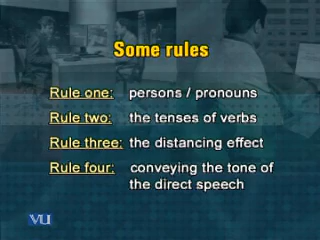 Some rules
Rule one: persons / pronouns
Rule two: the tenses of verbs
Rule three: the distancing effect
Rule four: conveying the tone of
the direct speech
VU